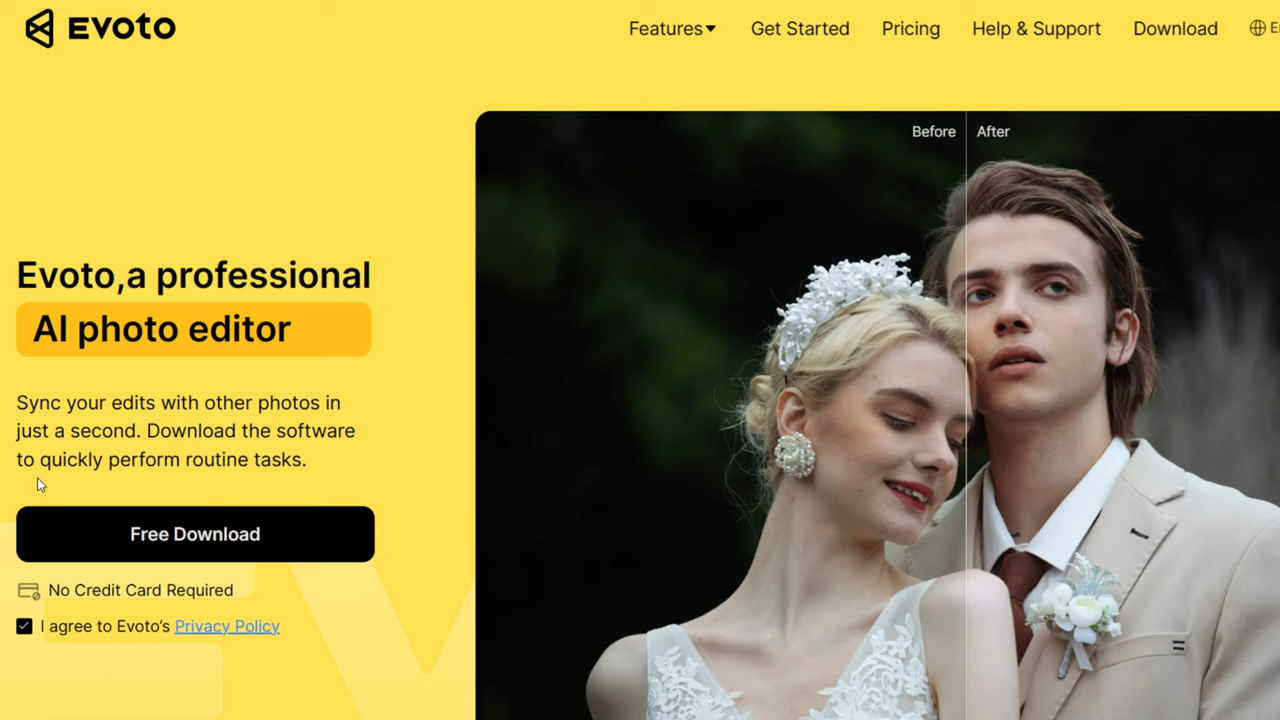 Evoto
Features
Get Started
Pricing
Help & Support
Download
Before
After
Evoto,a professional
AI photo editor
Sync your edits with other photos in
just a second. Download the software
to quickly perform routine tasks.
Free Download
No Credit Card Required
I agree to Evoto’s Privacy Policy